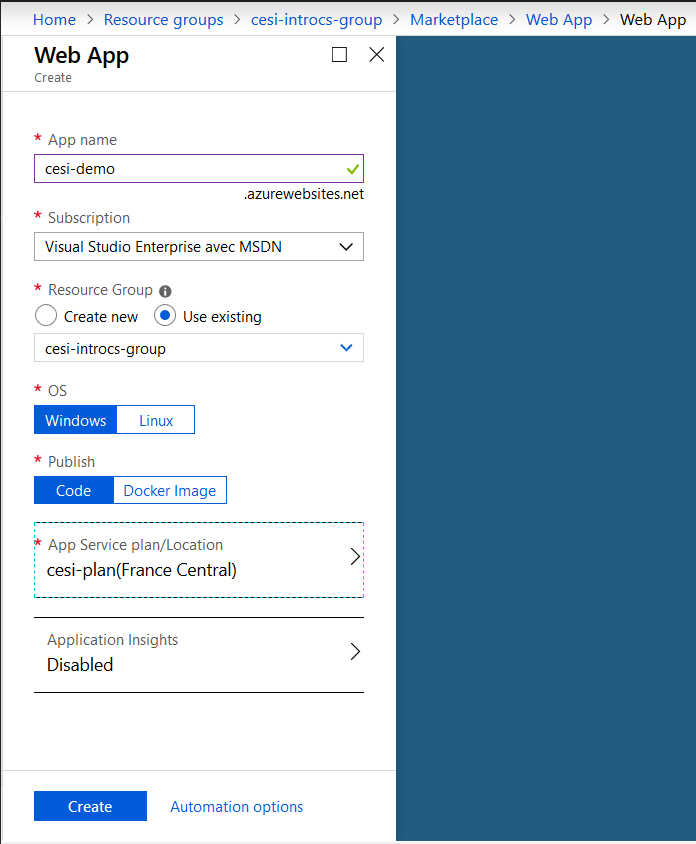 Home > Resource groups > cesi-introcs-group > Marketplace > Web App > Web App
Web App
Create
* App name
cesi-demo
.azurewebsites.net
* Subscription
Visual Studio Enterprise avec MSDN
* Resource Group
Create new Use existing
cesi-introcs-group
* OS
Windows Linux
* Publish
Code Docker Image
* App Service plan/Location
cesi-plan(France Central)
Application Insights
Disabled
Create Automation options